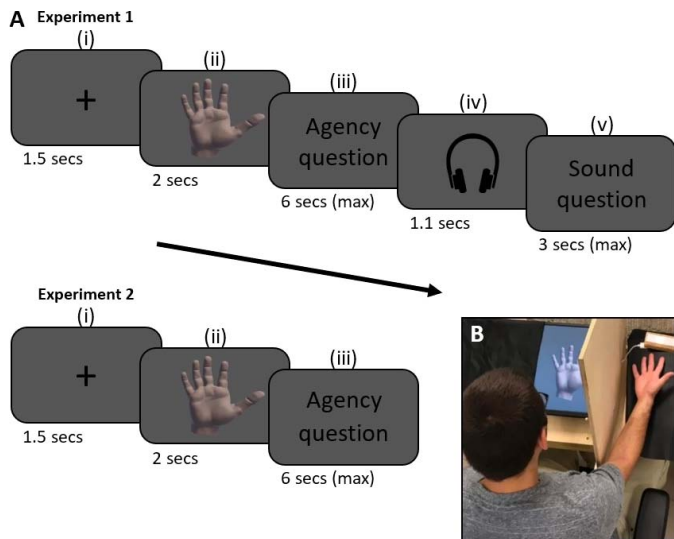 A
Experiment 1
(i)
(ii)
(iii)
(iv)
(v)
+
Agency
question
Sound
question
1.5 secs
2 secs
6 secs (max)
1.1 secs
3 secs (max)
Experiment 2
(i)
(ii)
(iii)
+
Agency
question
1.5 secs
2 secs
6 secs (max)
B